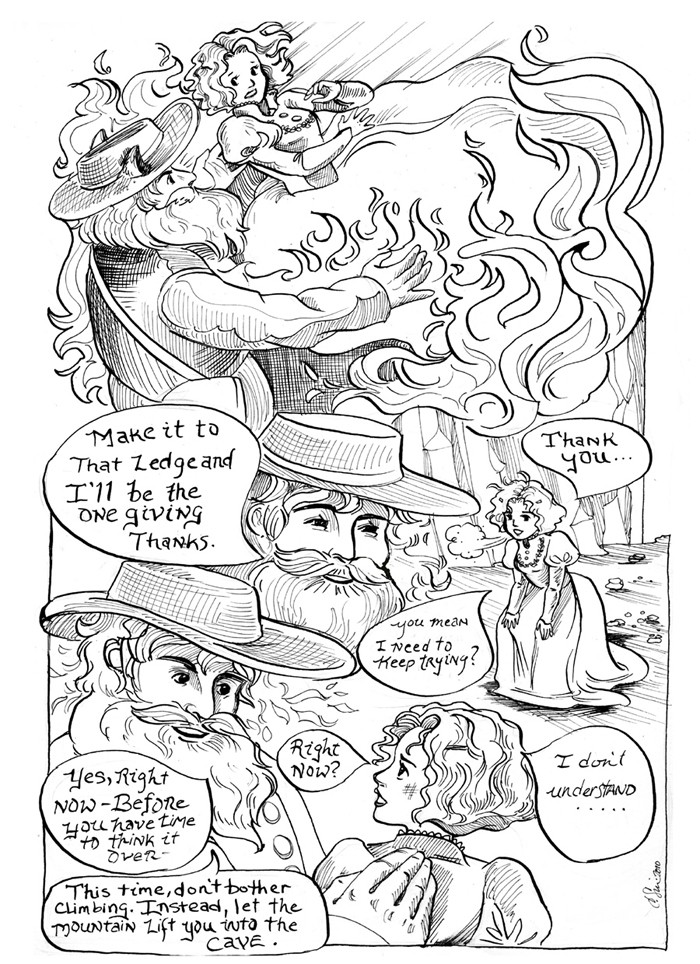 Thank
you...
Make it to
That Ledge and
I'll be the
one giving
Thanks.
you mean
I need to
keep trying?
Yes, Right
Now - Before
you have time
to think it
over-
Right
Now?
I don't
understand
.....
This time, don't bother
climbing. Instead, let the
mountain Lift you into the
cave.
2010